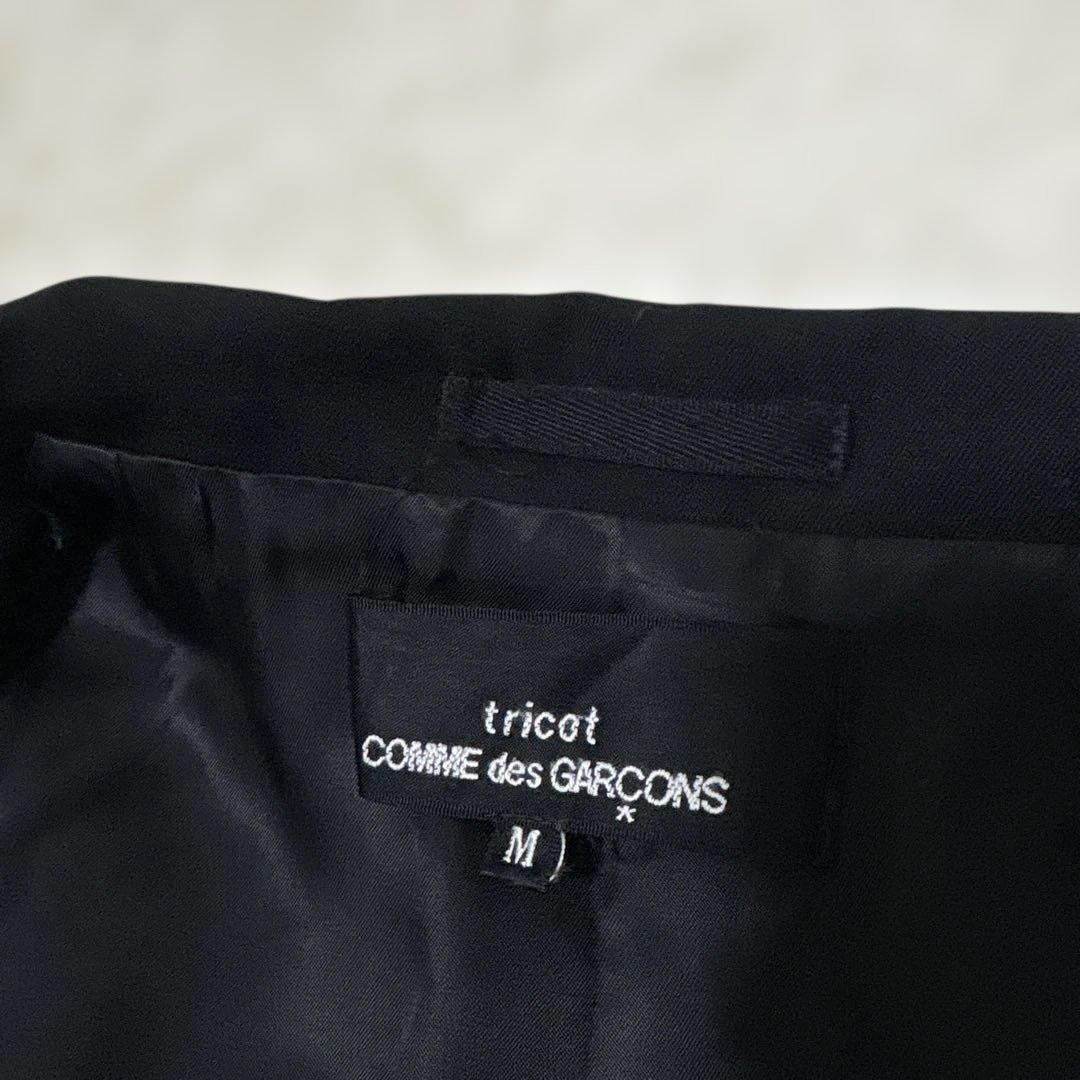 tricot
COMME des GARÇONS
*
M